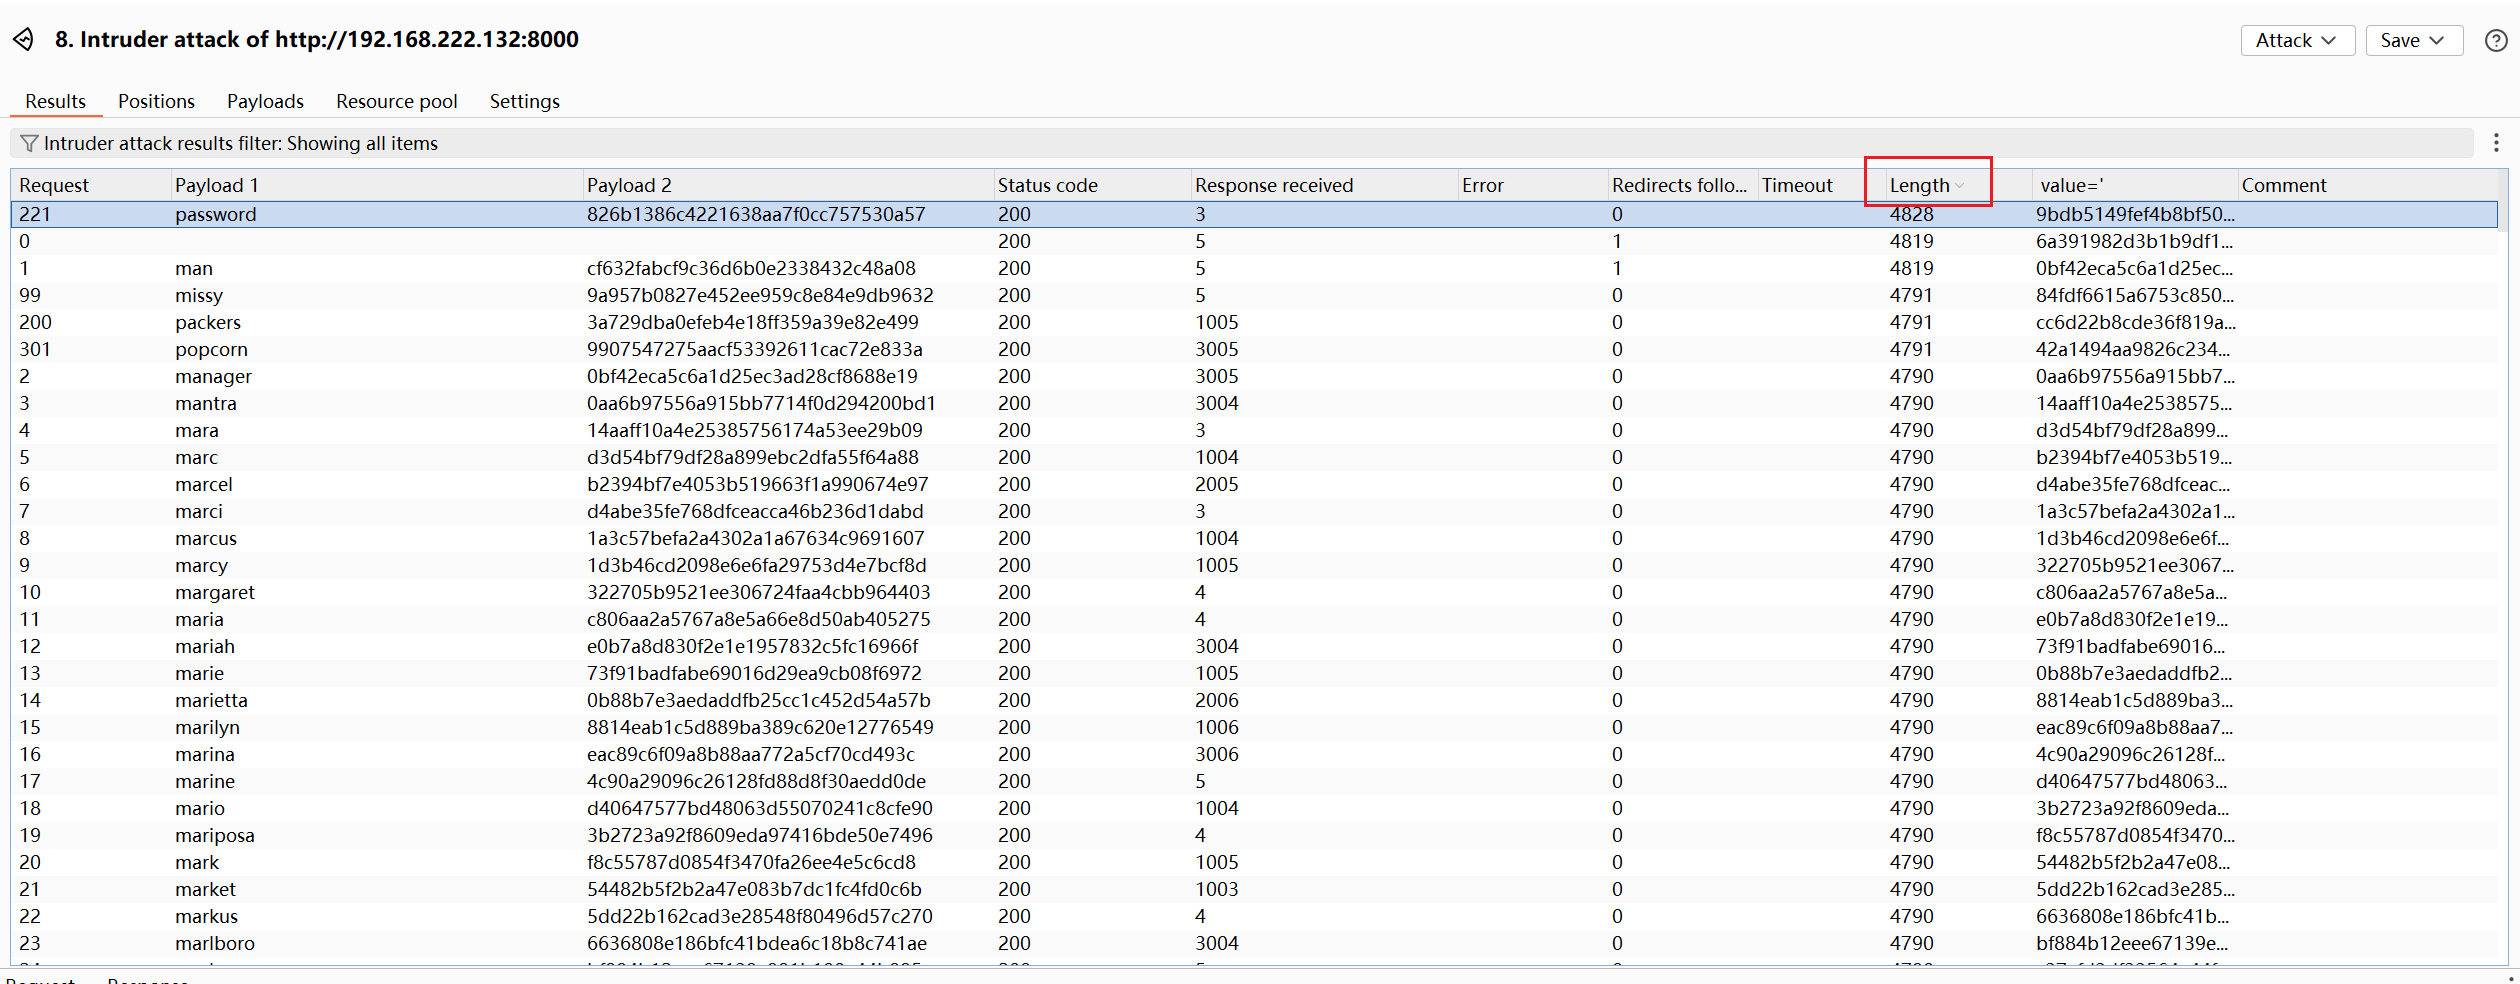 8. Intruder attack of http://192.168.222.132:8000 Attack Save
Results Positions Payloads Resource pool Settings
Intruder attack results filter: Showing all items
Request Payload 1 Payload 2 Status code Response received Error Redirects follo... Timeout Length value=' Comment
221 password 826b1386c4221638aa7f0cc757530a57 200 3 0 4828 9bdb5149fef4b8bf50...
0 200 5 1 4819 6a391982d3b1b9df1...
1 man cf632fabcf9c36d6b0e2338432c48a08 200 5 1 4819 0bf42eca5c6a1d25ec...
99 missy 9a957b0827e452ee959c8e84e9db9632 200 5 0 4791 84fdf6615a6753c850...
200 packers 3a729dba0efeb4e18ff359a39e82e499 200 1005 0 4791 cc6d22b8cde36f819a...
301 popcorn 9907547275aacf53392611cac72e833a 200 3005 0 4791 42a1494aa9826c234...
2 manager 0bf42eca5c6a1d25ec3ad28cf8688e19 200 3005 0 4790 0aa6b97556a915bb7...
3 mantra 0aa6b97556a915bb7714f0d294200bd1 200 3004 0 4790 14aaff10a4e2538575...
4 mara 14aaff10a4e25385756174a53ee29b09 200 3 0 4790 d3d54bf79df28a899...
5 marc d3d54bf79df28a899ebc2dfa55f64a88 200 1004 0 4790 b2394bf7e4053b519...
6 marcel b2394bf7e4053b519663f1a990674e97 200 2005 0 4790 d4abe35fe768dfceac...
7 marci d4abe35fe768dfceacca46b236d1dabd 200 3 0 4790 1a3c57befa2a4302a1...
8 marcus 1a3c57befa2a4302a1a67634c9691607 200 1004 0 4790 1d3b46cd2098e6e6f...
9 marcy 1d3b46cd2098e6e6fa29753d4e7bcf8d 200 1005 0 4790 322705b9521ee3067...
10 margaret 322705b9521ee306724faa4cbb964403 200 4 0 4790 c806aa2a5767a8e5a...
11 maria c806aa2a5767a8e5a66e8d50ab405275 200 4 0 4790 e0b7a8d830f2e1e19...
12 mariah e0b7a8d830f2e1e1957832c5fc16966f 200 3004 0 4790 73f91badfabe69016...
13 marie 73f91badfabe69016d29ea9cb08f6972 200 1005 0 4790 0b88b7e3aedaddfb2...
14 marietta 0b88b7e3aedaddfb25cc1c452d54a57b 200 2006 0 4790 8814eab1c5d889ba3...
15 marilyn 8814eab1c5d889ba389c620e12776549 200 1006 0 4790 eac89c6f09a8b88aa7...
16 marina eac89c6f09a8b88aa772a5cf70cd493c 200 3006 0 4790 4c90a29096c26128f...
17 marine 4c90a29096c26128fd88d8f30aedd0de 200 5 0 4790 d40647577bd48063...
18 mario d40647577bd48063d55070241c8cfe90 200 1004 0 4790 3b2723a92f8609eda...
19 mariposa 3b2723a92f8609eda97416bde50e7496 200 4 0 4790 f8c55787d0854f3470...
20 mark f8c55787d0854f3470fa26ee4e5c6cd8 200 1005 0 4790 54482b5f2b2a47e08...
21 market 54482b5f2b2a47e083b7dc1fc4fd0c6b 200 1003 0 4790 5dd22b162cad3e285...
22 markus 5dd22b162cad3e28548f80496d57c270 200 4 0 4790 6636808e186bfc41b...
23 marlboro 6636808e186bfc41bdea6c18b8c741ae 200 3004 0 4790 bf884b12eee67139e...
Request Response